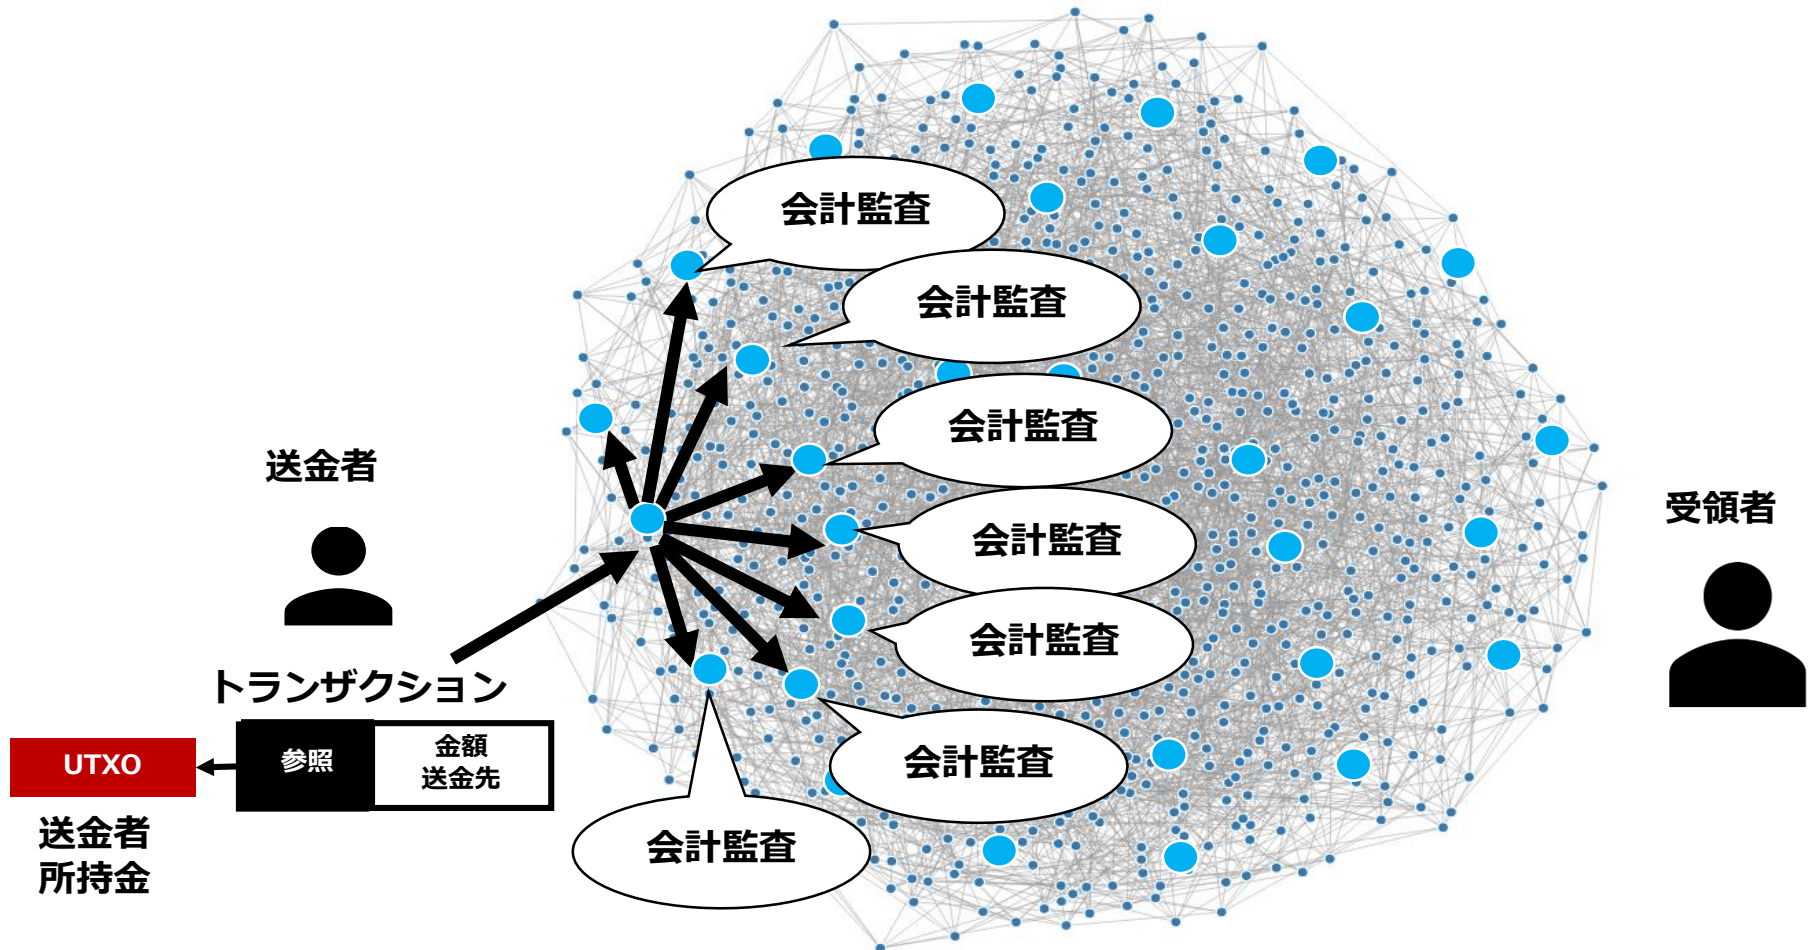 会計監査
会計監査
会計監査
会計監査
会計監査
会計監査
会計監査
送金者
受領者
トランザクション
UTXO
参照
金額
送金先
送金者
所持金